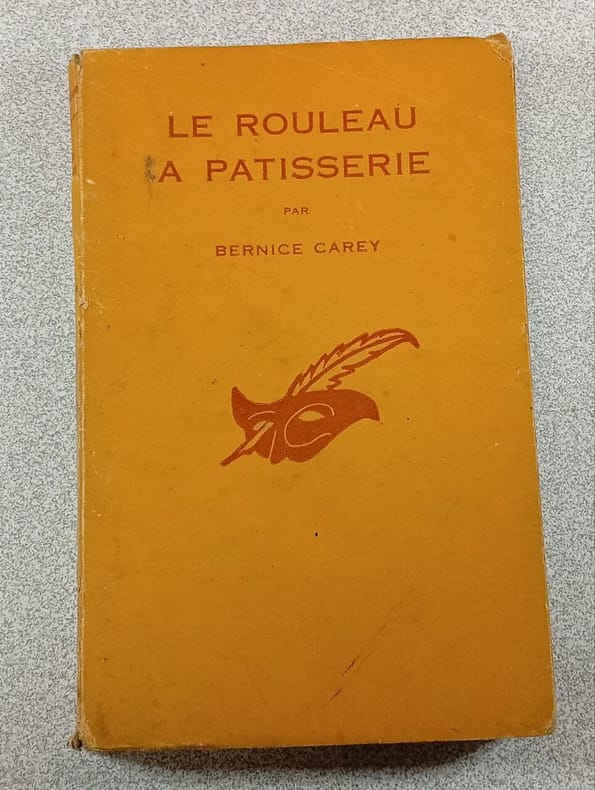 LE ROULEAU
A PATISSERIE
PAR
BERNICE CAREY